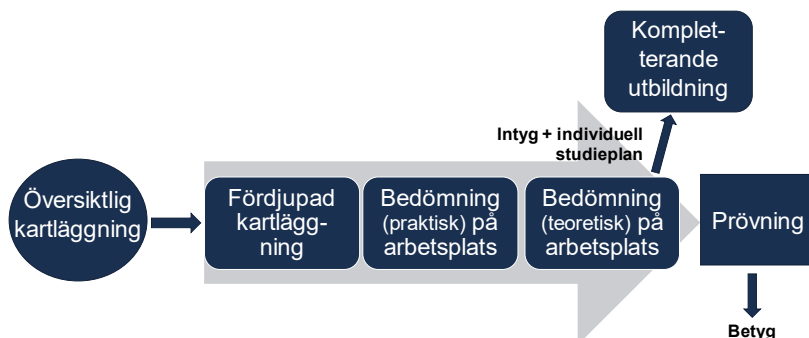 Komplet-
terande
utbildning
Intyg + individuell
studieplan
Översiktlig
kartläggning
Fördjupad
kartlägg-
ning
Bedömning
(praktisk) på
arbetsplats
Bedömning
(teoretisk) på
arbetsplats
Prövning
Betyg